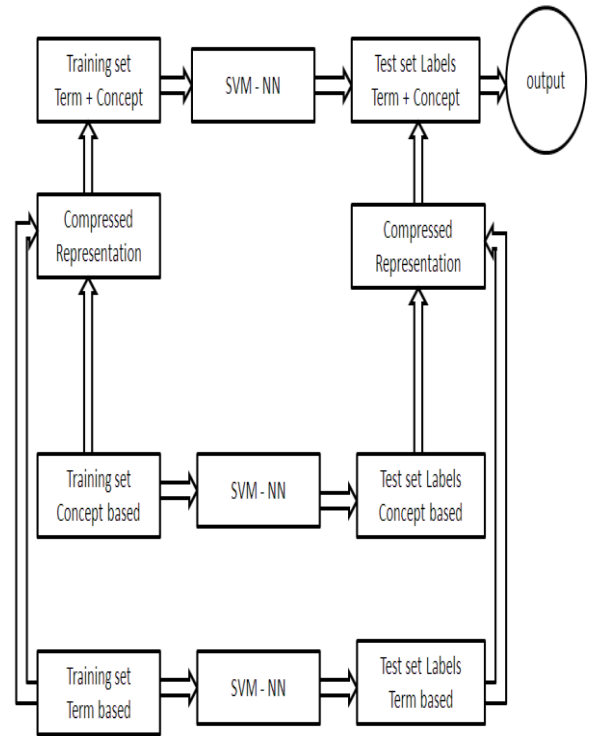 Training set
Term + Concept
SVM - NN
Test set Labels
Term + Concept
output
Compressed
Representation
Compressed
Representation
Training set
Concept based
SVM - NN
Test set Labels
Concept based
Training set
Term based
SVM - NN
Test set Labels
Term based